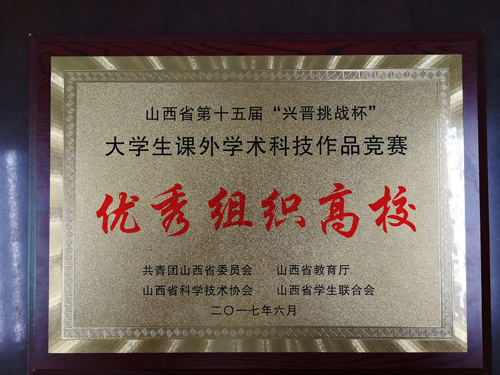 山西省第十五届“兴晋挑战杯”
大学生课外学术科技作品竞赛
优秀组织高校
共青团山西省委员会 山西省教育厅
山西省科学技术协会 山西省学生联合会
二〇一七年六月